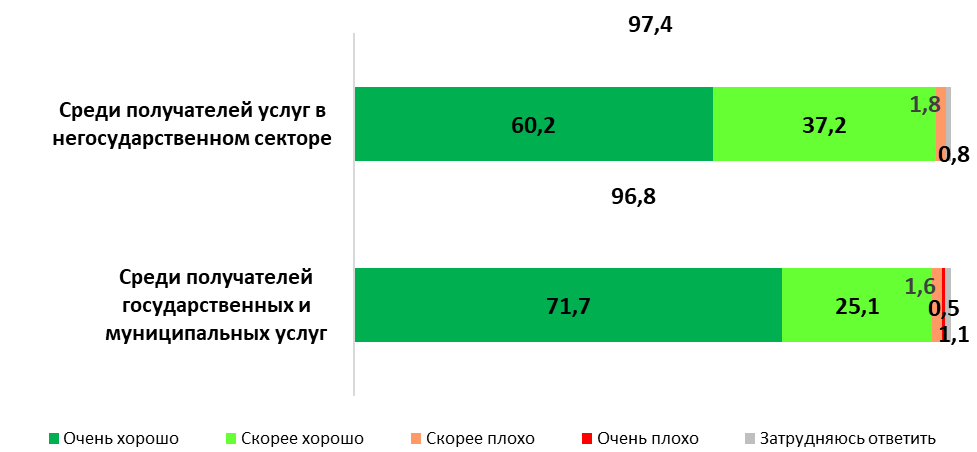 97,4
Среди получателей услуг в
негосударственном секторе
60,2
37,2
1,8
0,8
96,8
Среди получателей
государственных и
муниципальных услуг
71,7
25,1
1,6
0,5
1,1
Очень хорошо
Скорее хорошо
Скорее плохо
Очень плохо
Затрудняюсь ответить